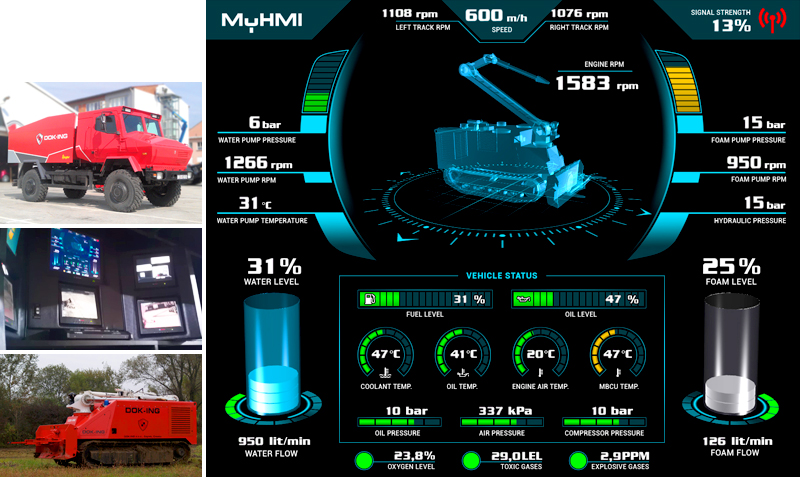 MyHMI
1108 rpm
LEFT TRACK RPM
600 m/h
SPEED
1076 rpm
RIGHT TRACK RPM
SIGNAL STRENGTH
13%
ENGINE RPM
1583 rpm
6 bar
WATER PUMP PRESSURE
1266 rpm
WATER PUMP RPM
31 °C
WATER PUMP TEMPERATURE
15 bar
FOAM PUMP PRESSURE
950 rpm
FOAM PUMP RPM
15 bar
HYDRAULIC PRESSURE
DOK-ING
31%
WATER LEVEL
950 lit/min
WATER FLOW
VEHICLE STATUS
31 %
FUEL LEVEL
47 %
OIL LEVEL
47°C
COOLANT TEMP.
41°C
OIL TEMP.
20°C
ENGINE AIR TEMP.
47°C
MBCU TEMP.
10 bar
OIL PRESSURE
337 kPa
AIR PRESSURE
10 bar
COMPRESSOR PRESSURE
23,8%
OXYGEN LEVEL
29,0LEL
TOXIC GASES
2,9PPM
EXPLOSIVE GASES
25%
FOAM LEVEL
126 lit/min
FOAM FLOW
DOK-ING